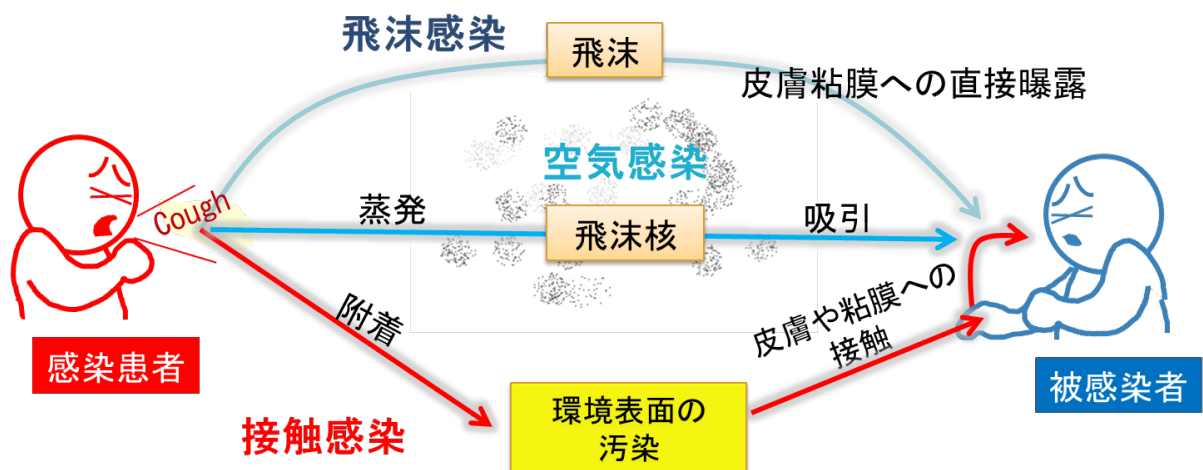 飛沫感染
飛沫
皮膚粘膜への直接曝露
空気感染
Cough
蒸発
飛沫核
吸引
附着
皮膚や粘膜への
接触
感染患者
被感染者
接触感染
環境表面の
汚染